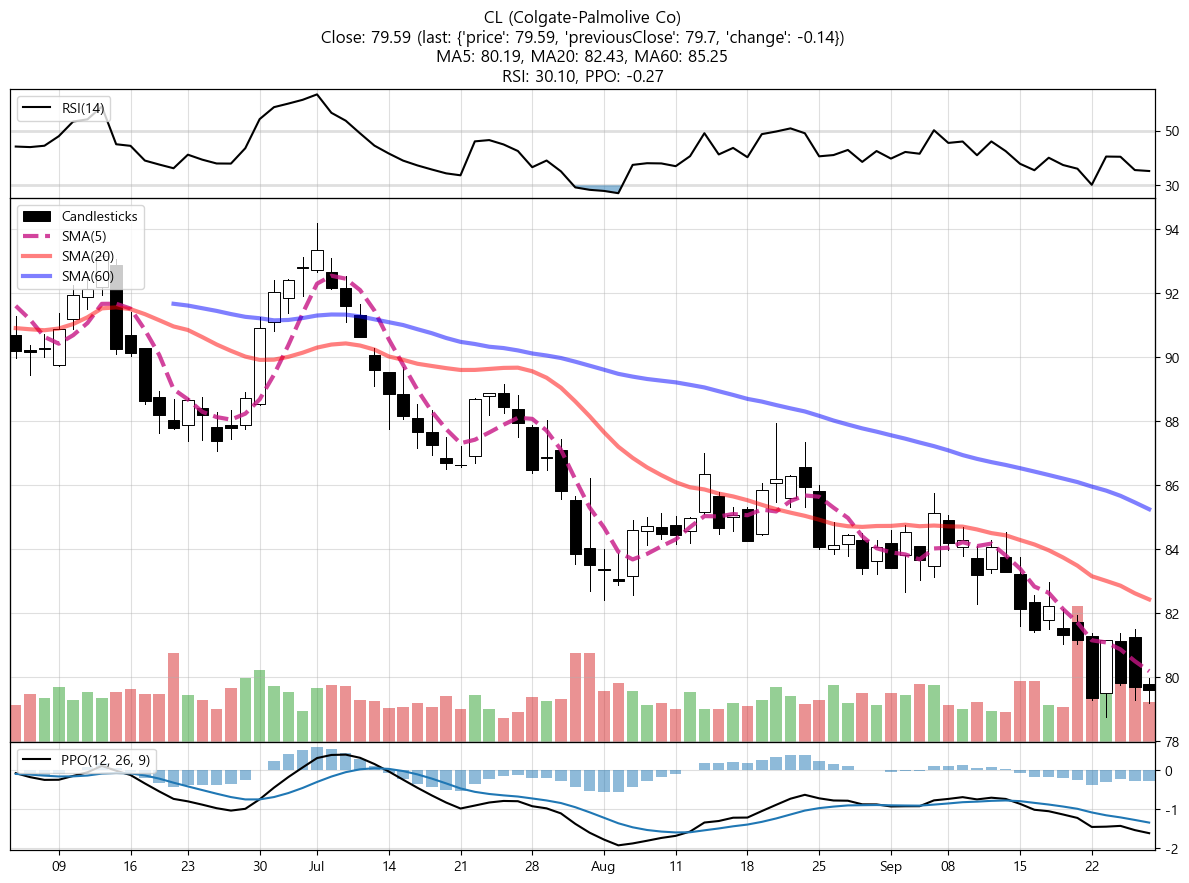 CL (Colgate-Palmolive Co)
Close: 79.59 (last: {'price': 79.59, 'previousClose': 79.7, 'change': -0.14})
MA5: 80.19, MA20: 82.43, MA60: 85.25
RSI: 30.10, PPO: -0.27
RSI(14)
50
30
Candlesticks
SMA(5)
SMA(20)
SMA(60)
94
92
90
88
86
84
82
80
78
PPO(12, 26, 9)
0
-1
-2
09 16 23 30 Jul 14 21 28 Aug 11 18 25 Sep 08 15 22